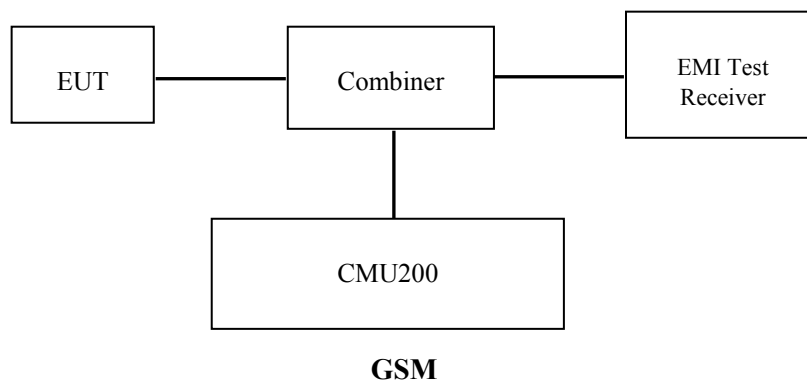 EUT
Combiner
EMI Test
Receiver
CMU200
GSM